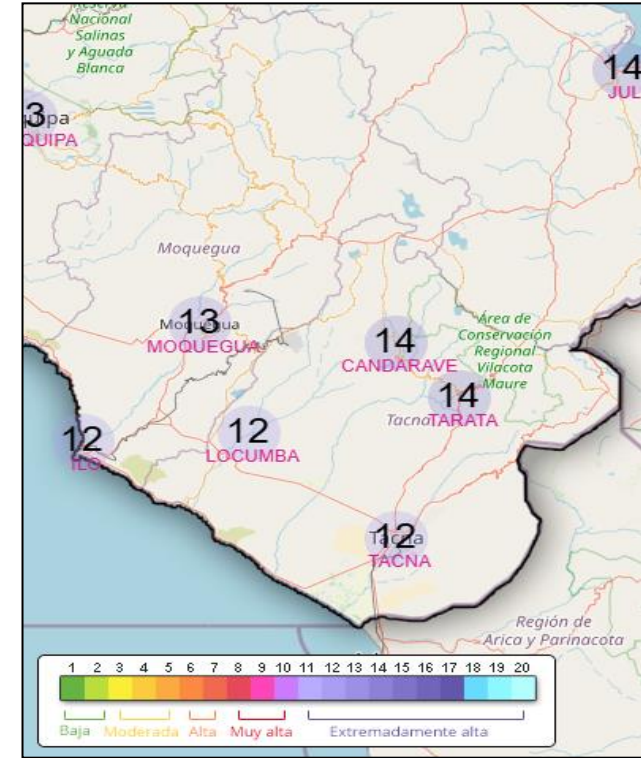 Nacional
Salinas
y Aguada
Blanca
14
JUL
3
uipa
QUIPA
Moquegua
13
Moquegua
MOQUEGUA
Área de
Conservación
Regional
Vilacota
Maure
14
CANDARAVE
14
Tacna
TARATA
12
ILO
12
LOCUMBA
12
Tacna
TACNA
Región de
Arica y Parinacota
1 2 3 4 5 6 7 8 9 10 11 12 13 14 15 16 17 18 19 20
Baja Moderada Alta Muy alta Extremadamente alta